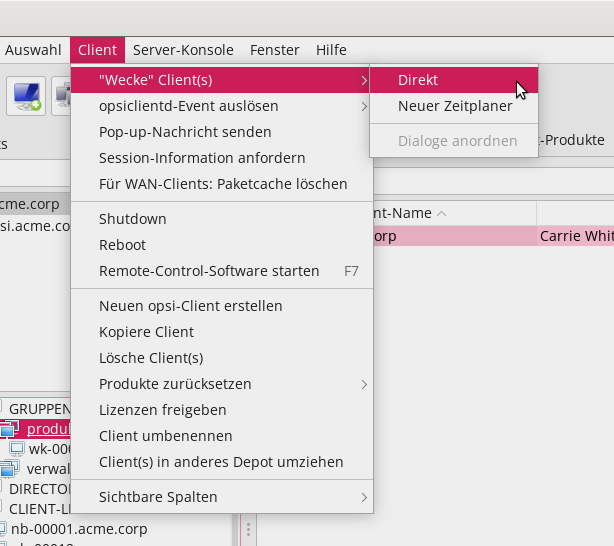 Auswahl Client Server-Konsole Fenster Hilfe
"Wecke" Client(s)
Direkt
opsiclientd-Event auslösen
Neuer Zeitplaner
Pop-up-Nachricht senden
Dialoge anordnen
-Produkte
Session-Information anfordern
Für WAN-Clients: Paketcache löschen
cme.corp
nt-Name
Shutdown
si.acme.co
orp
Carrie Whit
Reboot
Remote-Control-Software starten F7
Neuen opsi-Client erstellen
Kopiere Client
Lösche Client(s)
Produkte zurücksetzen
GRUPPEN
Lizenzen freigeben
produ
Client umbenennen
wk-000
Client(s) in anderes Depot umziehen
verwal
DIRECTO
Sichtbare Spalten
CLIENT-L
nb-00001.acme.corp